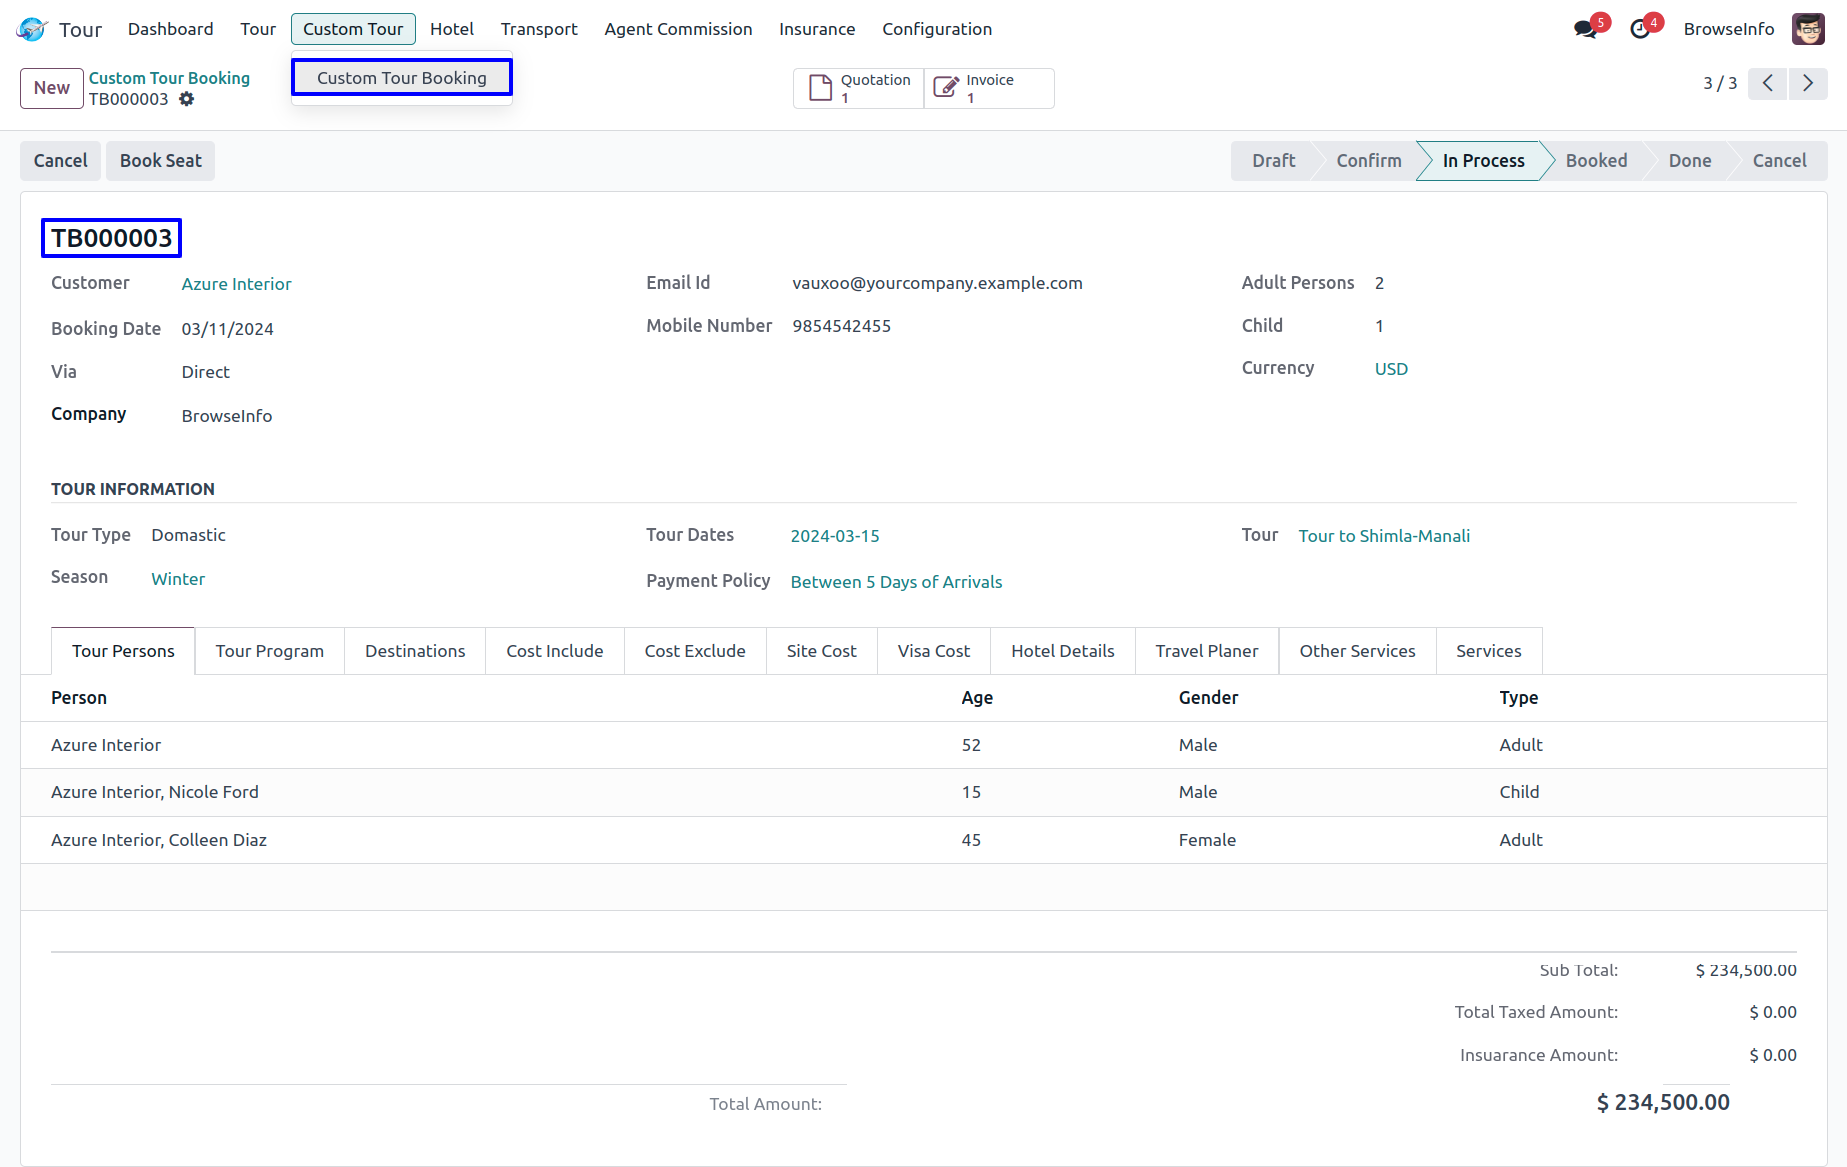 Tour Dashboard Tour Custom Tour Hotel Transport Agent Commission Insurance Configuration 5 4 BrowseInfo
New Custom Tour Booking Custom Tour Booking Quotation Invoice 3 / 3
TB000003 1 1
Cancel Book Seat Draft Confirm In Process Booked Done Cancel
TB000003
Customer Azure Interior Email Id vauxoo@yourcompany.example.com Adult Persons 2
Booking Date 03/11/2024 Mobile Number 9854542455 Child 1
Via Direct Currency USD
Company BrowseInfo
TOUR INFORMATION
Tour Type Domastic Tour Dates 2024-03-15 Tour Tour to Shimla-Manali
Season Winter Payment Policy Between 5 Days of Arrivals
Tour Persons Tour Program Destinations Cost Include Cost Exclude Site Cost Visa Cost Hotel Details Travel Planer Other Services Services
Person Age Gender Type
Azure Interior 52 Male Adult
Azure Interior, Nicole Ford 15 Male Child
Azure Interior, Colleen Diaz 45 Female Adult
Sub Total: $ 234,500.00
Total Taxed Amount: $ 0.00
Insuarance Amount: $ 0.00
Total Amount: $ 234,500.00